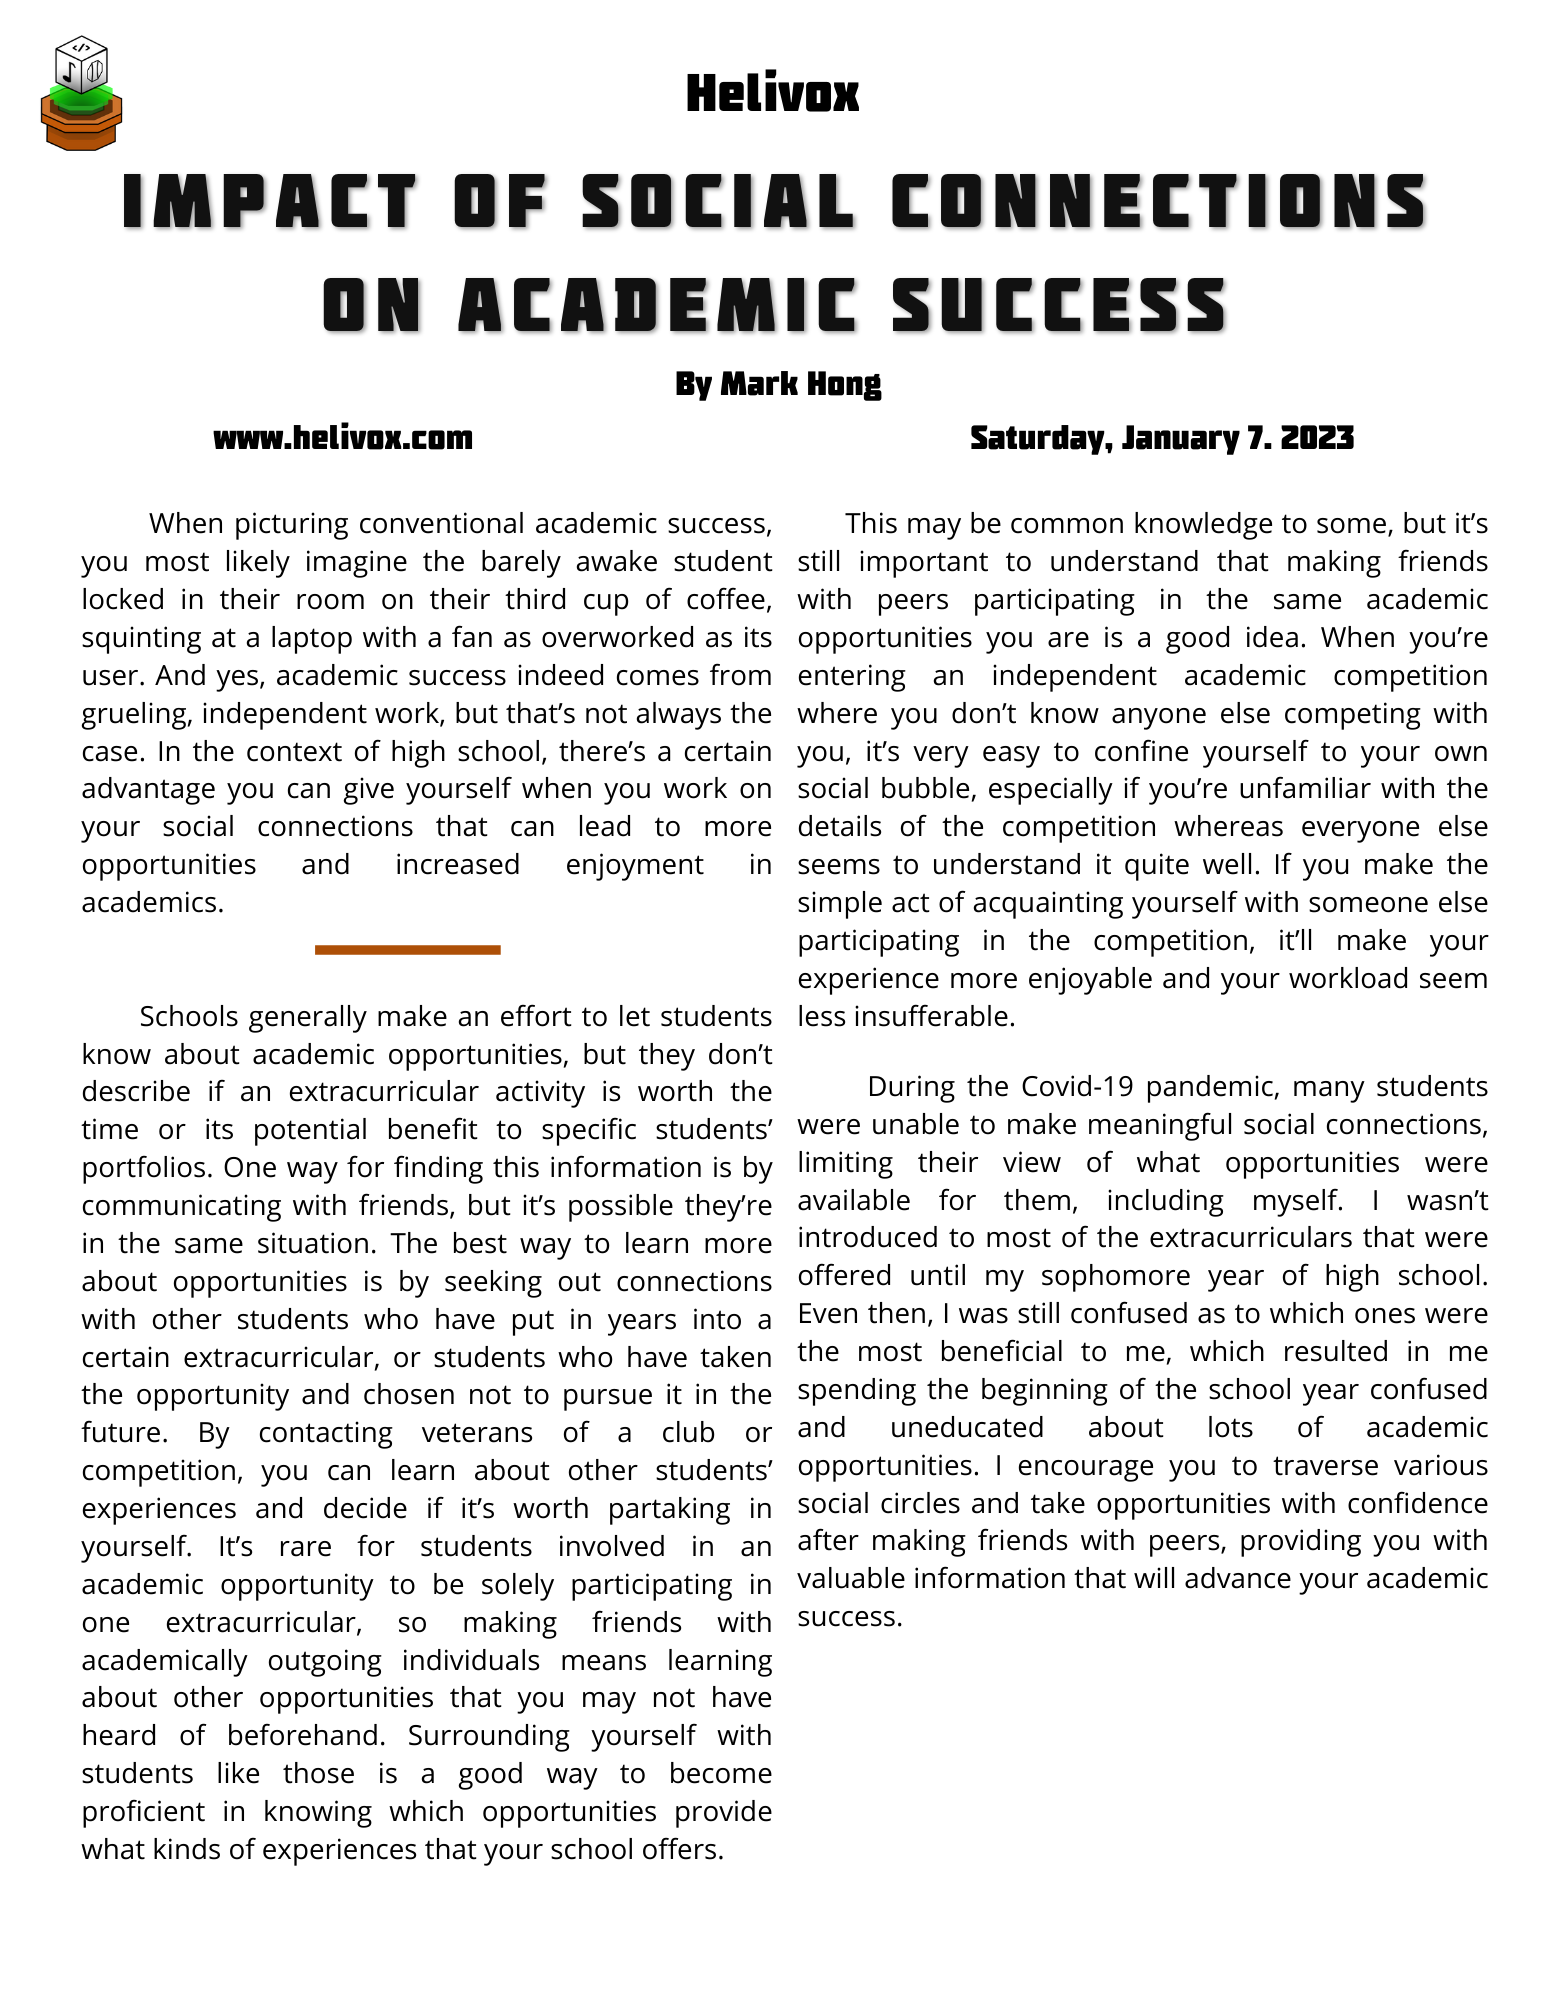 </>
Helivox
IMPACT OF SOCIAL CONNECTIONS
ON ACADEMIC SUCCESS
By Mark Hong
www.helivox.com
Saturday, January 7. 2023
When picturing conventional academic success,
you most likely imagine the barely awake student
locked in their room on their third cup of coffee,
squinting at a laptop with a fan as overworked as its
user. And yes, academic success indeed comes from
grueling, independent work, but that’s not always the
case. In the context of high school, there’s a certain
advantage you can give yourself when you work on
your social connections that can lead to more
opportunities and increased enjoyment in
academics.
Schools generally make an effort to let students
know about academic opportunities, but they don’t
describe if an extracurricular activity is worth the
time or its potential benefit to specific students’
portfolios. One way for finding this information is by
communicating with friends, but it’s possible they’re
in the same situation. The best way to learn more
about opportunities is by seeking out connections
with other students who have put in years into a
certain extracurricular, or students who have taken
the opportunity and chosen not to pursue it in the
future. By contacting veterans of a club or
competition, you can learn about other students’
experiences and decide if it’s worth partaking in
yourself. It’s rare for students involved in an
academic opportunity to be solely participating in
one extracurricular, so making friends with
academically outgoing individuals means learning
about other opportunities that you may not have
heard of beforehand. Surrounding yourself with
students like those is a good way to become
proficient in knowing which opportunities provide
what kinds of experiences that your school offers.
This may be common knowledge to some, but it’s
still important to understand that making friends
with peers participating in the same academic
opportunities you are is a good idea. When you’re
entering an independent academic competition
where you don’t know anyone else competing with
you, it’s very easy to confine yourself to your own
social bubble, especially if you’re unfamiliar with the
details of the competition whereas everyone else
seems to understand it quite well. If you make the
simple act of acquainting yourself with someone else
participating in the competition, it’ll make your
experience more enjoyable and your workload seem
less insufferable.
During the Covid-19 pandemic, many students
were unable to make meaningful social connections,
limiting their view of what opportunities were
available for them, including myself. I wasn’t
introduced to most of the extracurriculars that were
offered until my sophomore year of high school.
Even then, I was still confused as to which ones were
the most beneficial to me, which resulted in me
spending the beginning of the school year confused
and uneducated about lots of academic
opportunities. I encourage you to traverse various
social circles and take opportunities with confidence
after making friends with peers, providing you with
valuable information that will advance your academic
success.